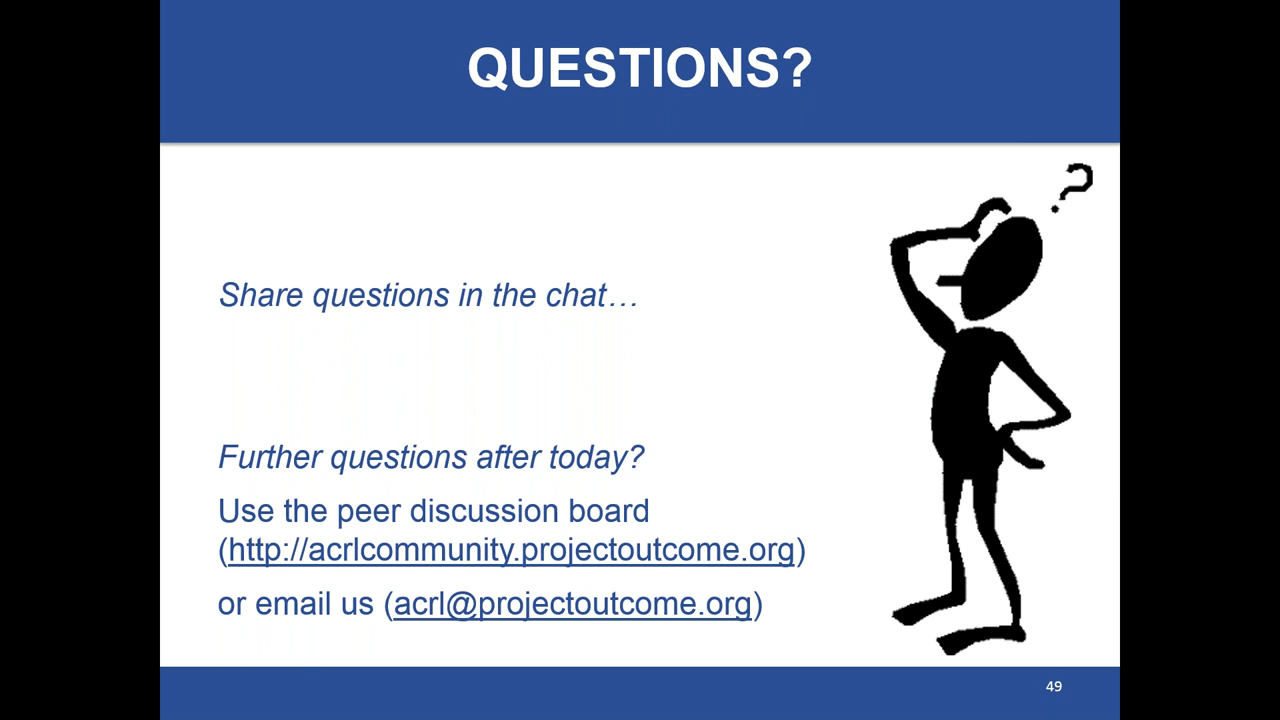 QUESTIONS?
?
Share questions in the chat…
Further questions after today?
Use the peer discussion board
(http://acrlcommunity.projectoutcome.org)
or email us (acrl@projectoutcome.org)
49